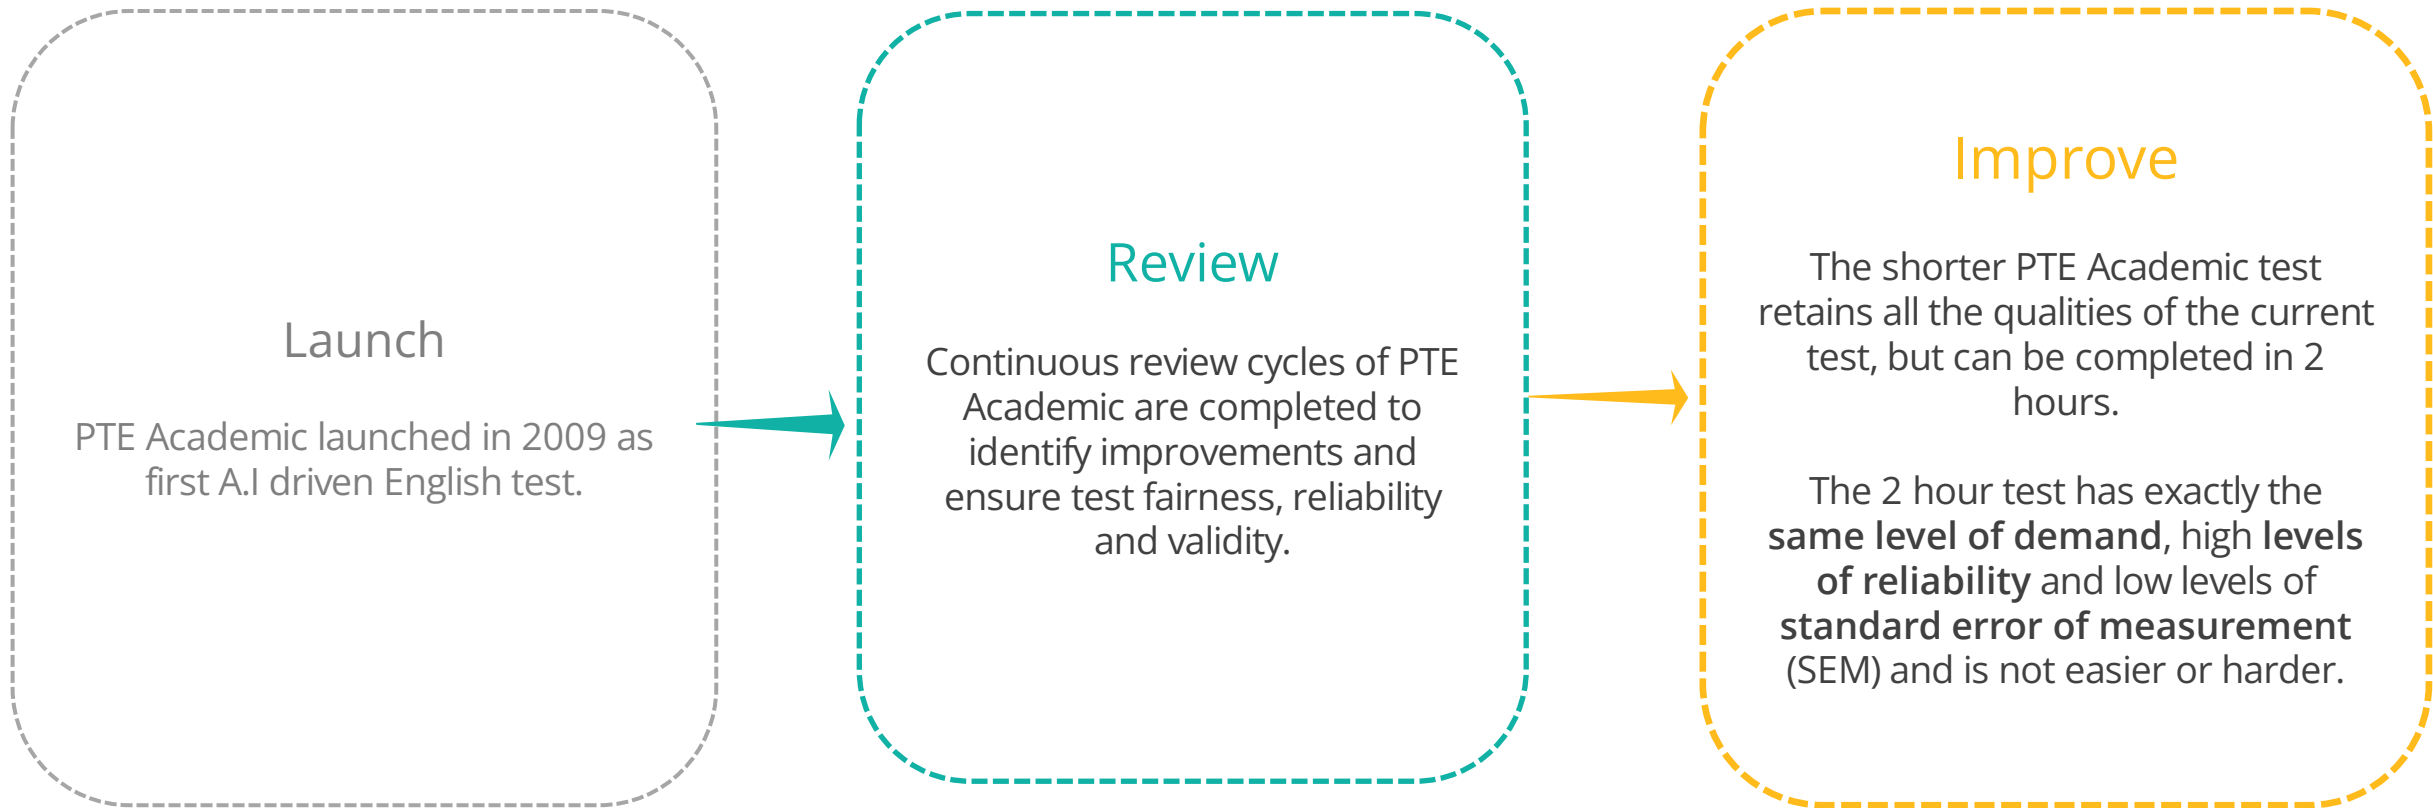 Launch
PTE Academic launched in 2009 as
first A.I driven English test.
Review
Continuous review cycles of PTE
Academic are completed to
identify improvements and
ensure test fairness, reliability
and validity.
Improve
The shorter PTE Academic test
retains all the qualities of the current
test, but can be completed in 2
hours.
The 2 hour test has exactly the
same level of demand, high levels
of reliability and low levels of
standard error of measurement
(SEM) and is not easier or harder.